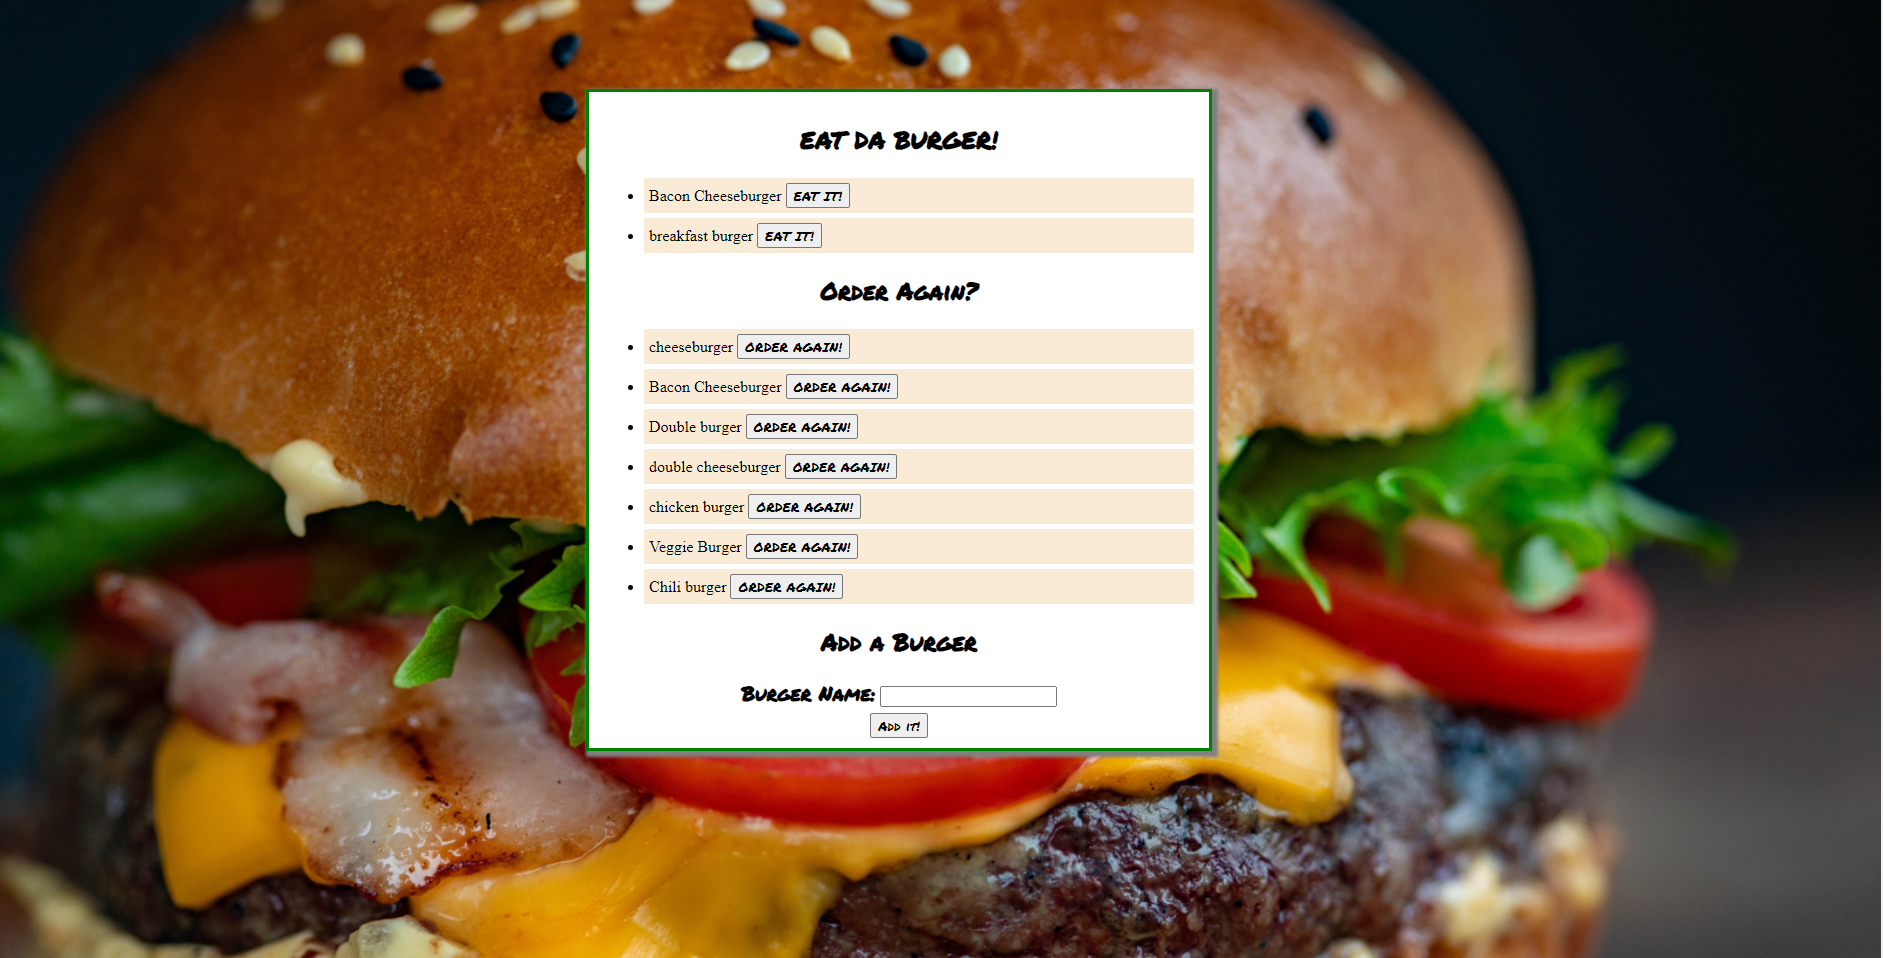 EAT DA BURGER!
Bacon Cheeseburger EAT IT!
breakfast burger EAT IT!
Order Again?
cheeseburger ORDER AGAIN!
Bacon Cheeseburger ORDER AGAIN!
Double burger ORDER AGAIN!
double cheeseburger ORDER AGAIN!
chicken burger ORDER AGAIN!
Veggie Burger ORDER AGAIN!
Chili burger ORDER AGAIN!
Add a Burger
Burger Name:
Add it!